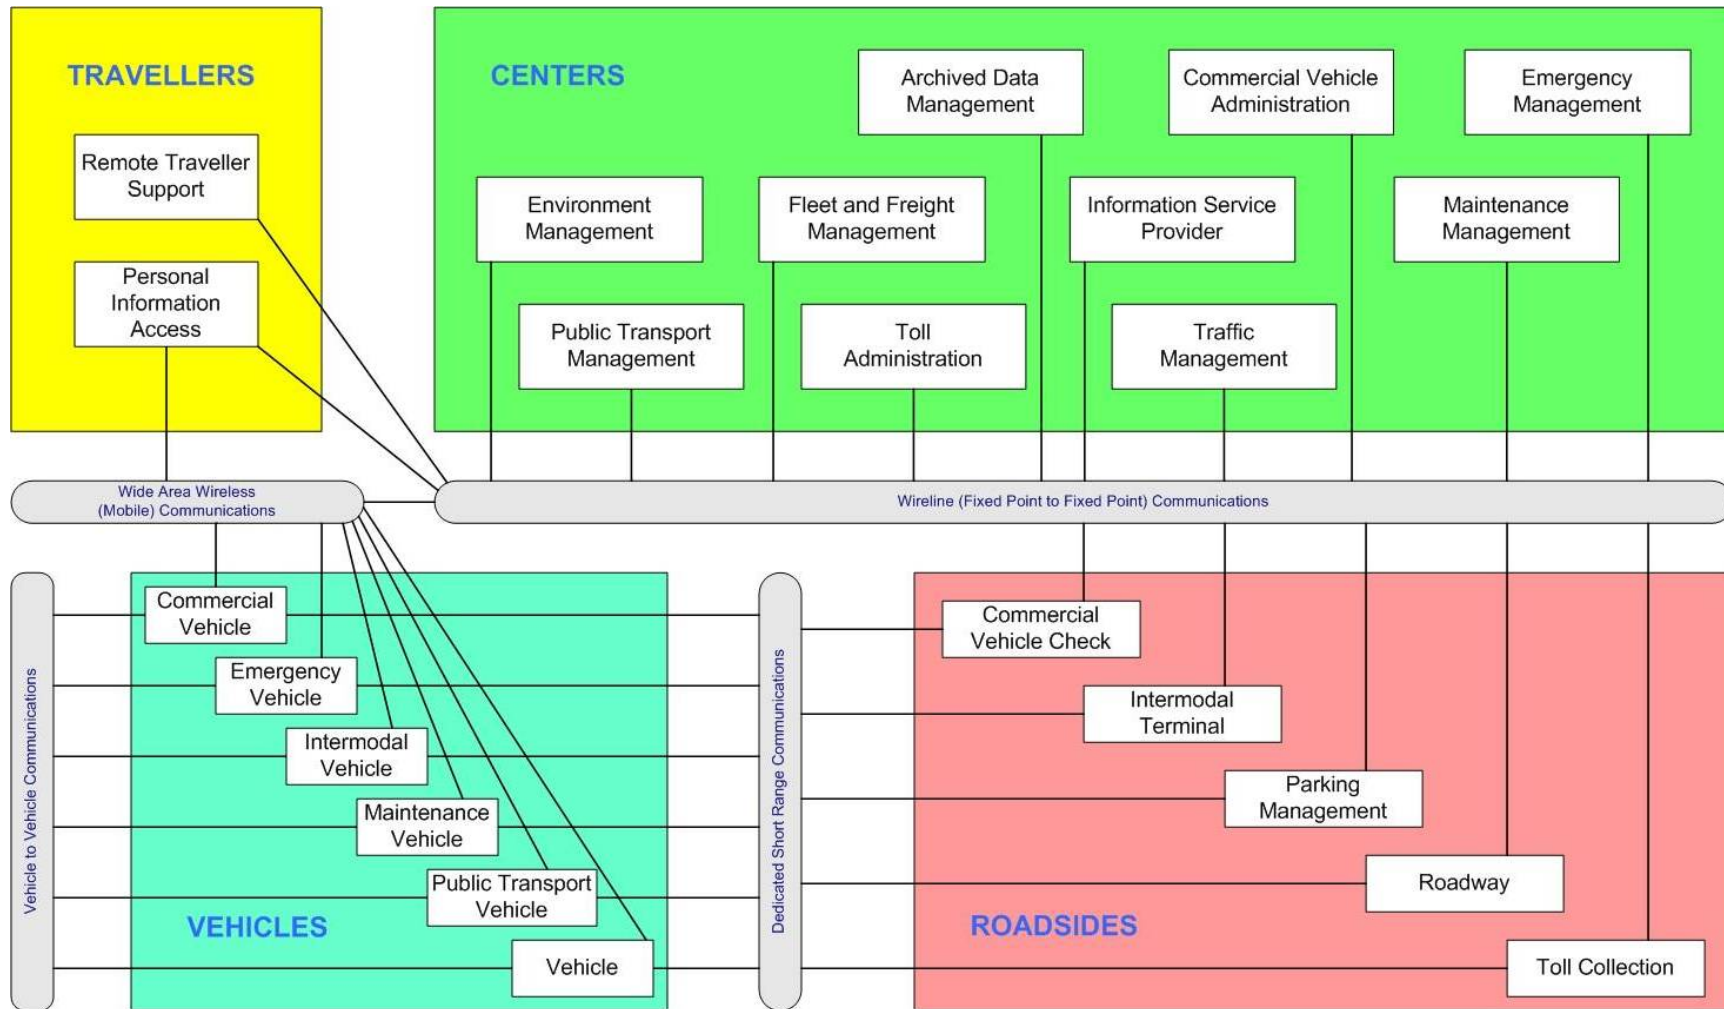 TRAVELLERS
Remote Traveller
Support
Personal
Information
Access
CENTERS
Archived Data
Management
Commercial Vehicle
Administration
Emergency
Management
Environment
Management
Fleet and Freight
Management
Information Service
Provider
Maintenance
Management
Public Transport
Management
Toll
Administration
Traffic
Management
Wide Area Wireless
(Mobile) Communications
Wireline (Fixed Point to Fixed Point) Communications
Vehicle to Vehicle Communications
Commercial
Vehicle
Emergency
Vehicle
Intermodal
Vehicle
Maintenance
Vehicle
Public Transport
Vehicle
VEHICLES
Vehicle
Dedicated Short Range Communications
Commercial
Vehicle Check
Intermodal
Terminal
Parking
Management
Roadway
ROADSIDES
Toll Collection